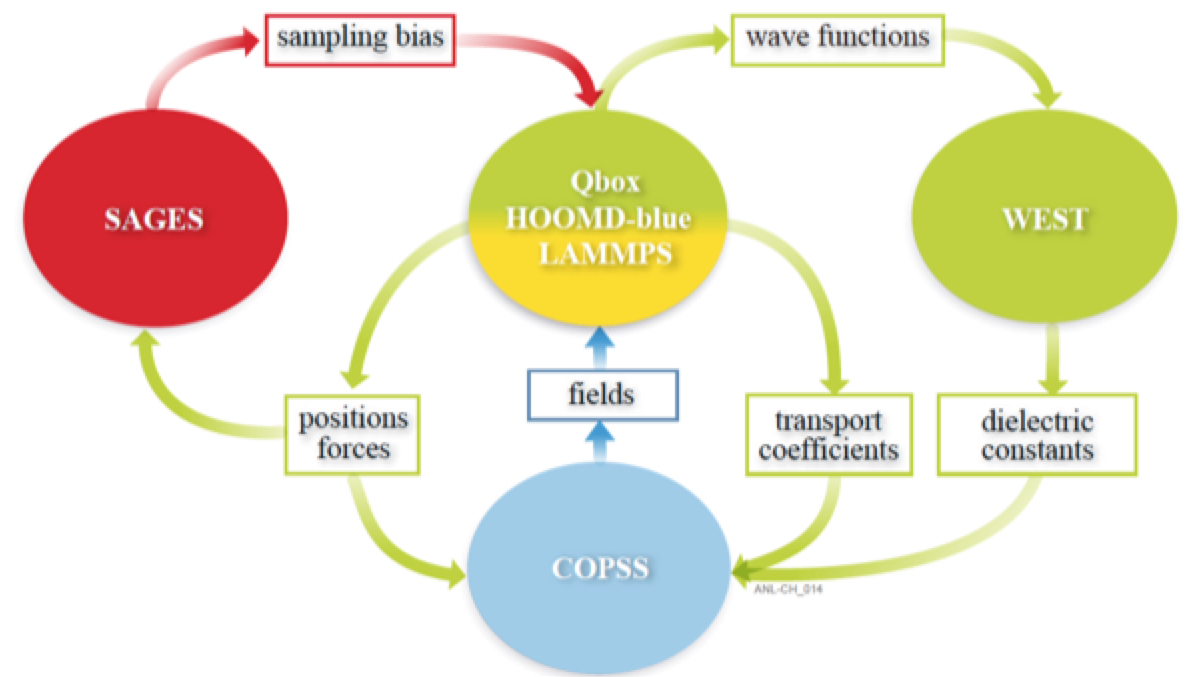 sampling bias
wave functions
SAGES
Qbox
HOOMD-blue
LAMMPS
WEST
positions
forces
fields
transport
coefficients
dielectric
constants
COPSS
ANL-CH_014